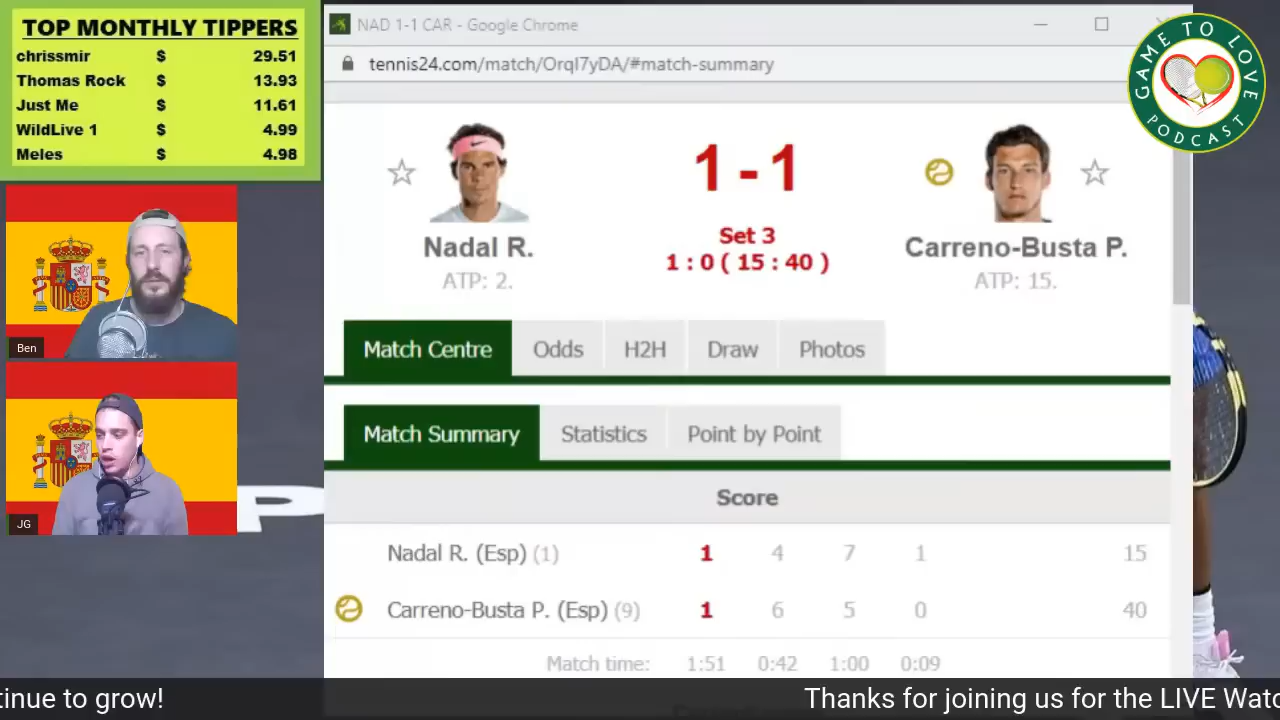 TOP MONTHLY TIPPERS
chrissmir $ 29.51
Thomas Rock $ 13.93
Just Me $ 11.61
WildLive 1 $ 4.99
Meles $ 4.98
Ben
JG
NAD 1-1 CAR - Google Chrome
tennis24.com/match/OrqI7yDA/#match-summary
GAME TO LOVE
PODCAST
1 - 1
Set 3
1 : 0 ( 15 : 40 )
Nadal R.
ATP: 2.
Carreno-Busta P.
ATP: 15.
Match Centre Odds H2H Draw Photos
Match Summary Statistics Point by Point
Score
Nadal R. (Esp) (1) 1 4 7 1 15
Carreno-Busta P. (Esp) (9) 1 6 5 0 40
Match time: 1:51 0:42 1:00 0:09
P
tinue to grow! Thanks for joining us for the LIVE Watc